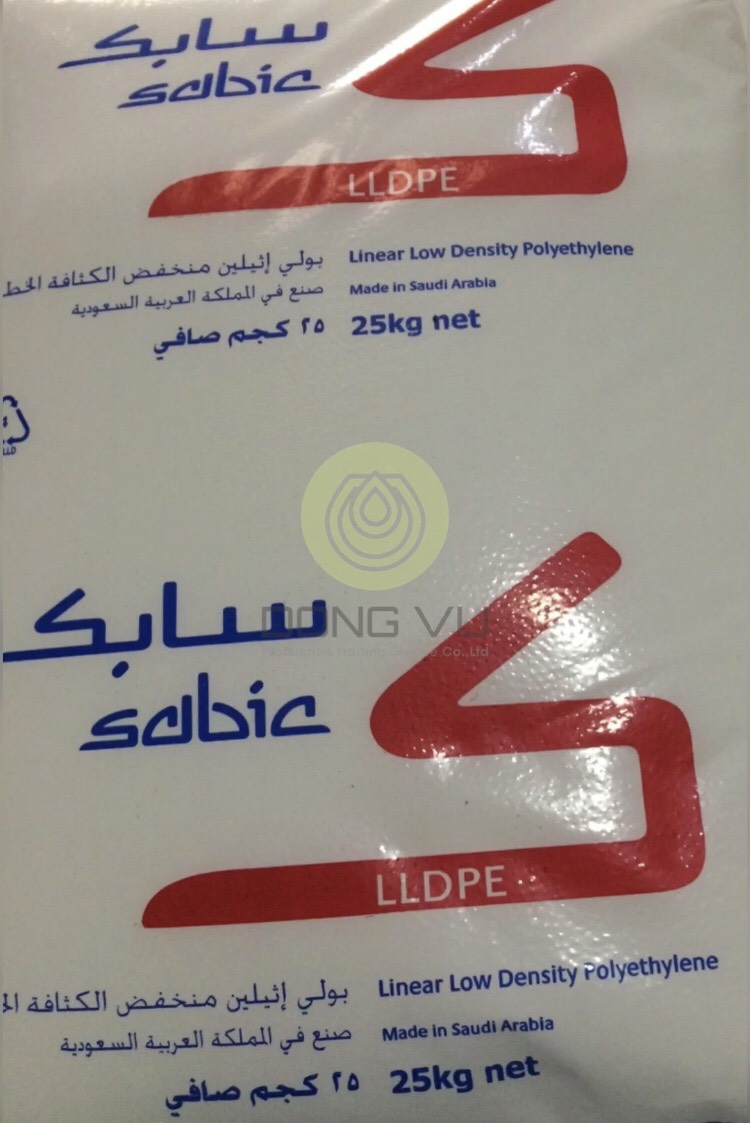 سابك
sabic
LLDPE
بولي إثيلين منخفض الكثافة Linear Low Density Polyethylene
صنع في المملكة العربية السعودية Made in Saudi Arabia
٢٥ كجم صافي 25kg net
DONG VU
سابك
sabic
LLDPE
بولي إثيلين منخفض الكثافة Linear Low Density Polyethylene
صنع في المملكة العربية السعودية Made in Saudi Arabia
٢٥ كجم صافي 25kg net